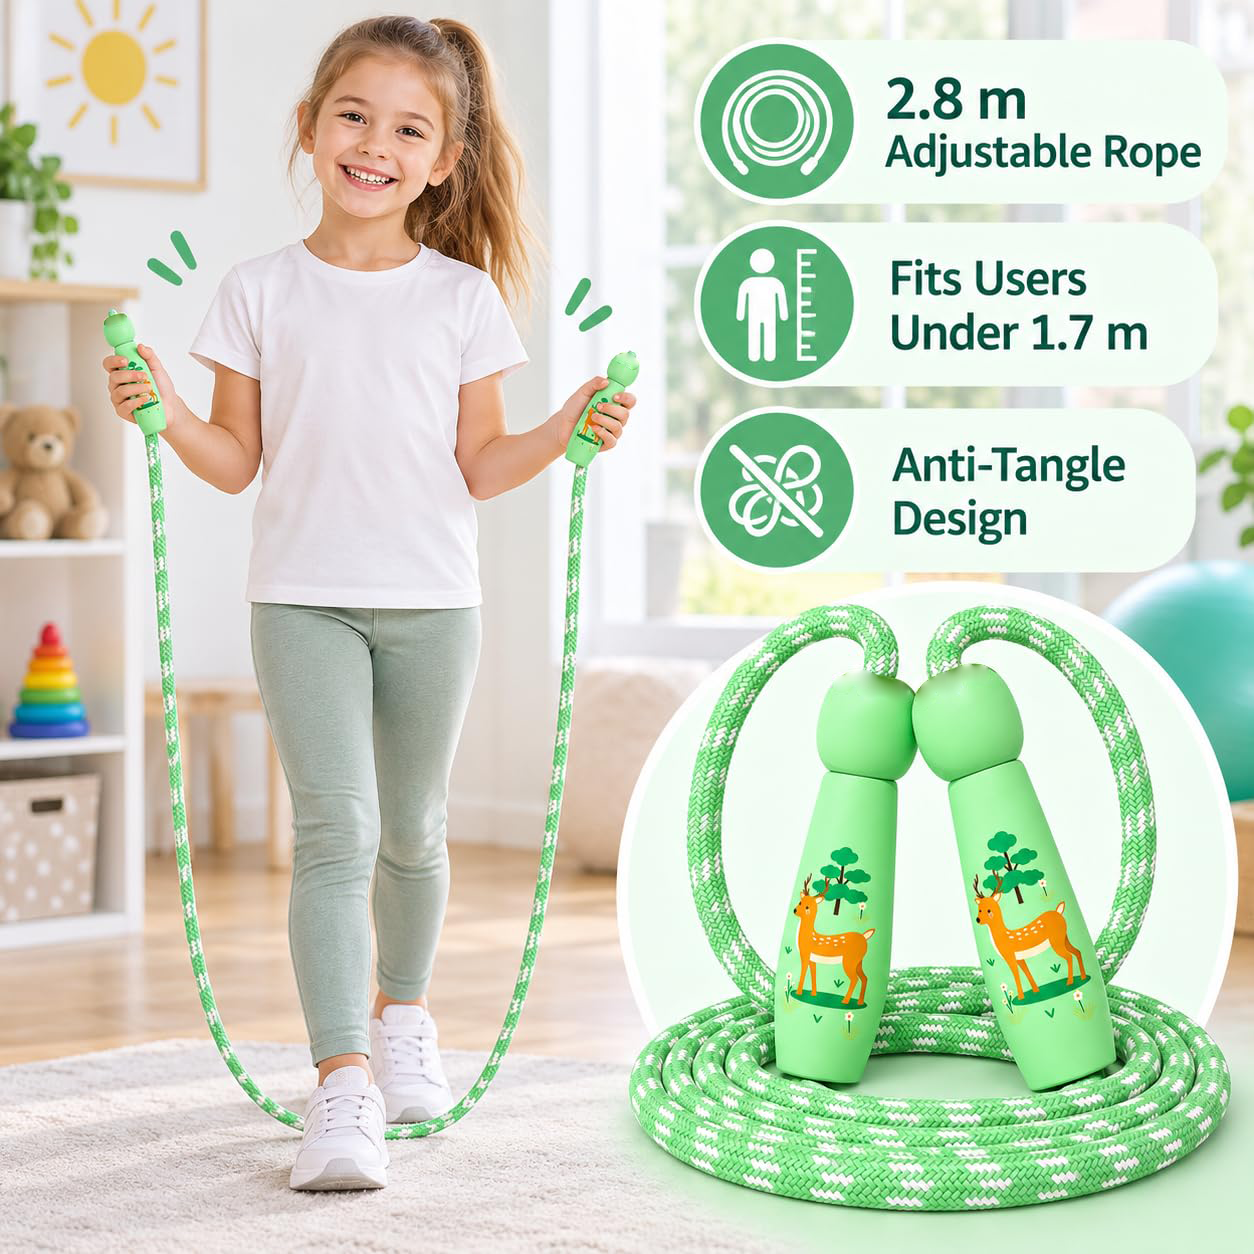 2.8 m
Adjustable Rope
Fits Users
Under 1.7 m
Anti-Tangle
Design